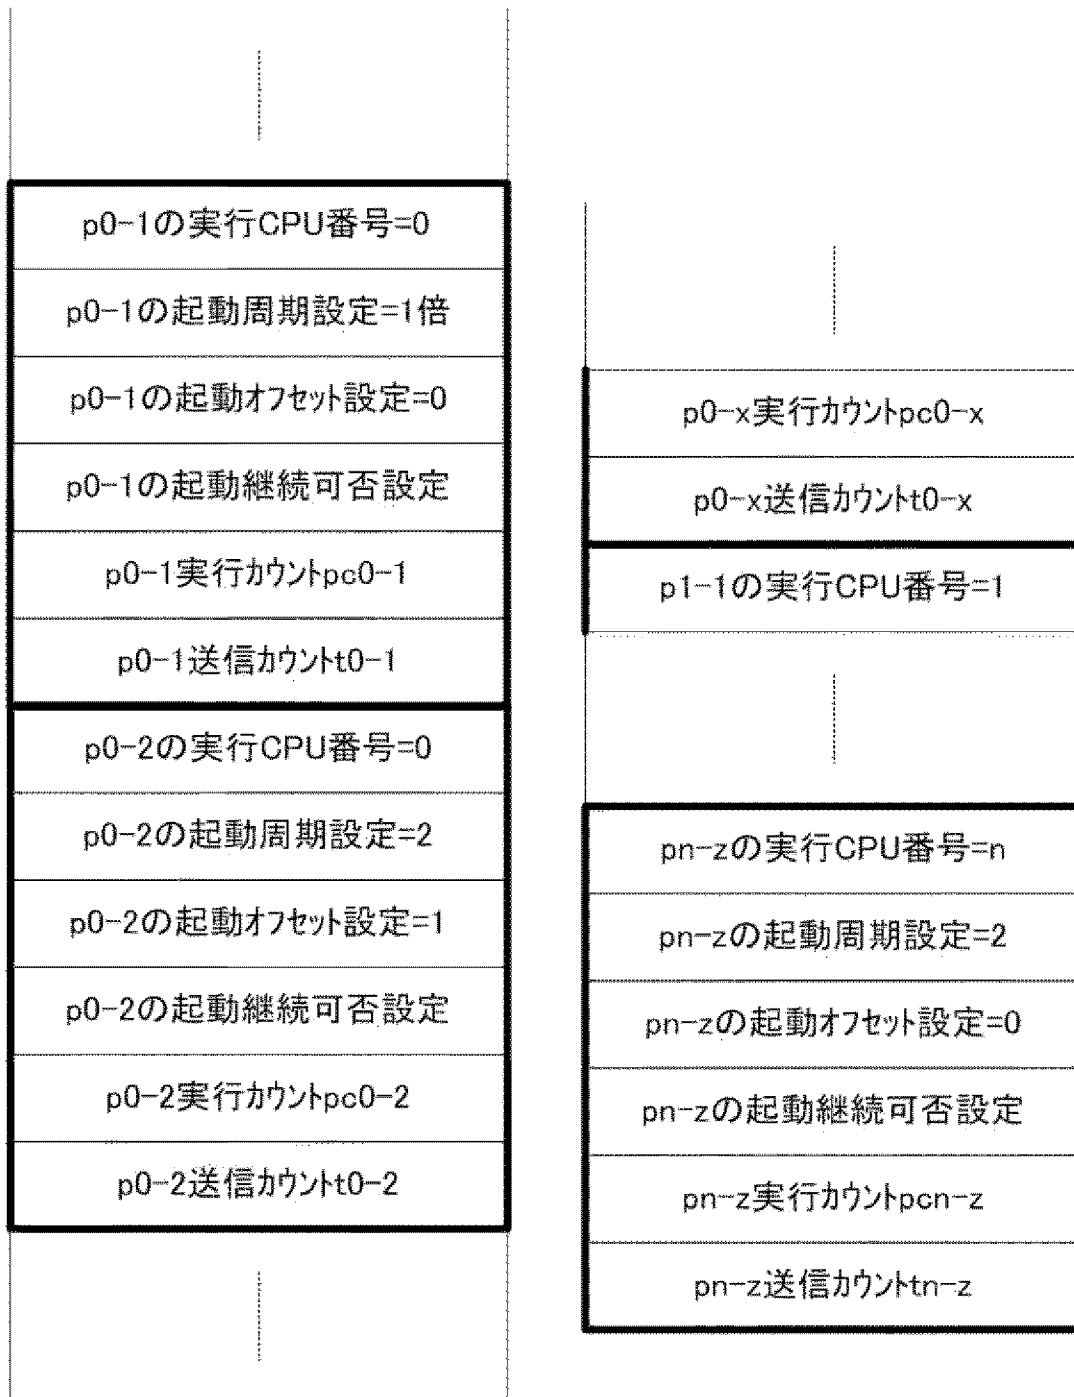 p0-1の実行CPU番号=0
p0-1の起動周期設定=1倍
p0-1の起動ｵﾌｾｯﾄ設定=0
p0-1の起動継続可否設定
p0-1実行ｶｳﾝﾄpc0-1
p0-1送信ｶｳﾝﾄt0-1
p0-2の実行CPU番号=0
p0-2の起動周期設定=2
p0-2の起動ｵﾌｾｯﾄ設定=1
p0-2の起動継続可否設定
p0-2実行ｶｳﾝﾄpc0-2
p0-2送信ｶｳﾝﾄt0-2
p0-x実行ｶｳﾝﾄpc0-x
p0-x送信ｶｳﾝﾄt0-x
p1-1の実行CPU番号=1
pn-zの実行CPU番号=n
pn-zの起動周期設定=2
pn-zの起動ｵﾌｾｯﾄ設定=0
pn-zの起動継続可否設定
pn-z実行ｶｳﾝﾄpcn-z
pn-z送信ｶｳﾝﾄtn-z